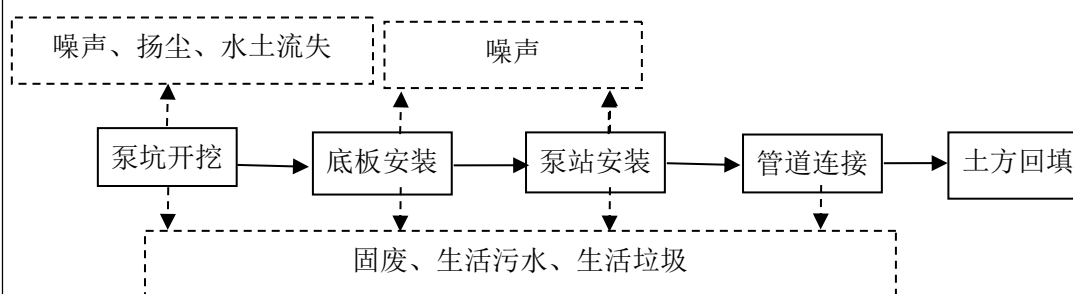 噪声、扬尘、水土流失
噪声
泵坑开挖
底板安装
泵站安装
管道连接
土方回填
固废、生活污水、生活垃圾